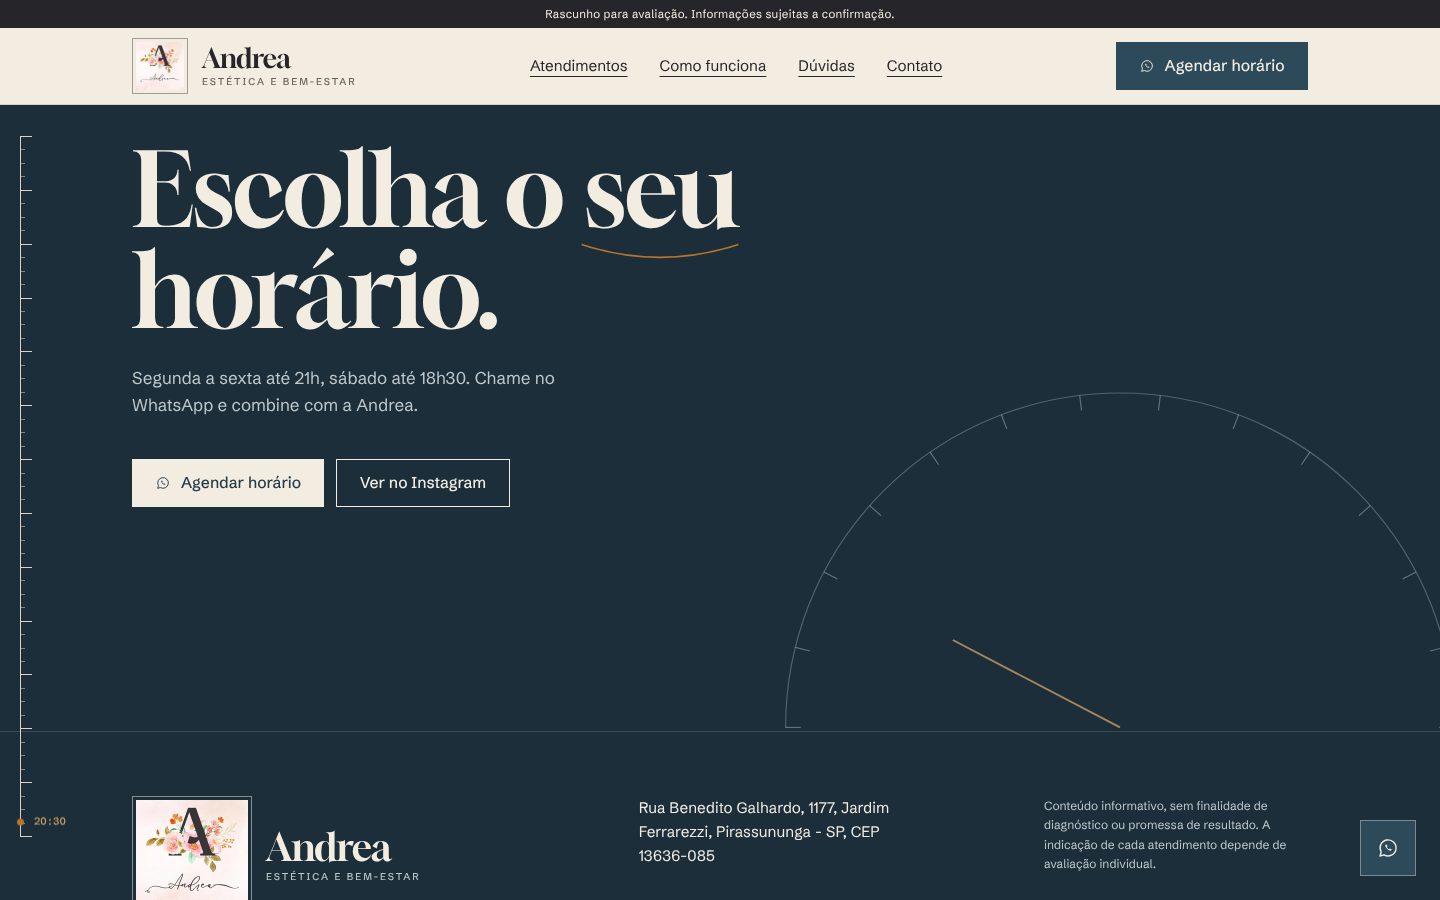 Rascunho para avaliação. Informações sujeitas a confirmação.
A
Andrea
Andrea
ESTÉTICA E BEM-ESTAR
Atendimentos
Como funciona
Dúvidas
Contato
Agendar horário
Escolha o seu
horário.
Segunda a sexta até 21h, sábado até 18h30. Chame no
WhatsApp e combine com a Andrea.
Agendar horário
Ver no Instagram
20:30
A
Andrea
Andrea
ESTÉTICA E BEM-ESTAR
Rua Benedito Galhardo, 1177, Jardim
Ferrarezzi, Pirassununga - SP, CEP
13636-085
Conteúdo informativo, sem finalidade de
diagnóstico ou promessa de resultado. A
indicação de cada atendimento depende de
avaliação individual.